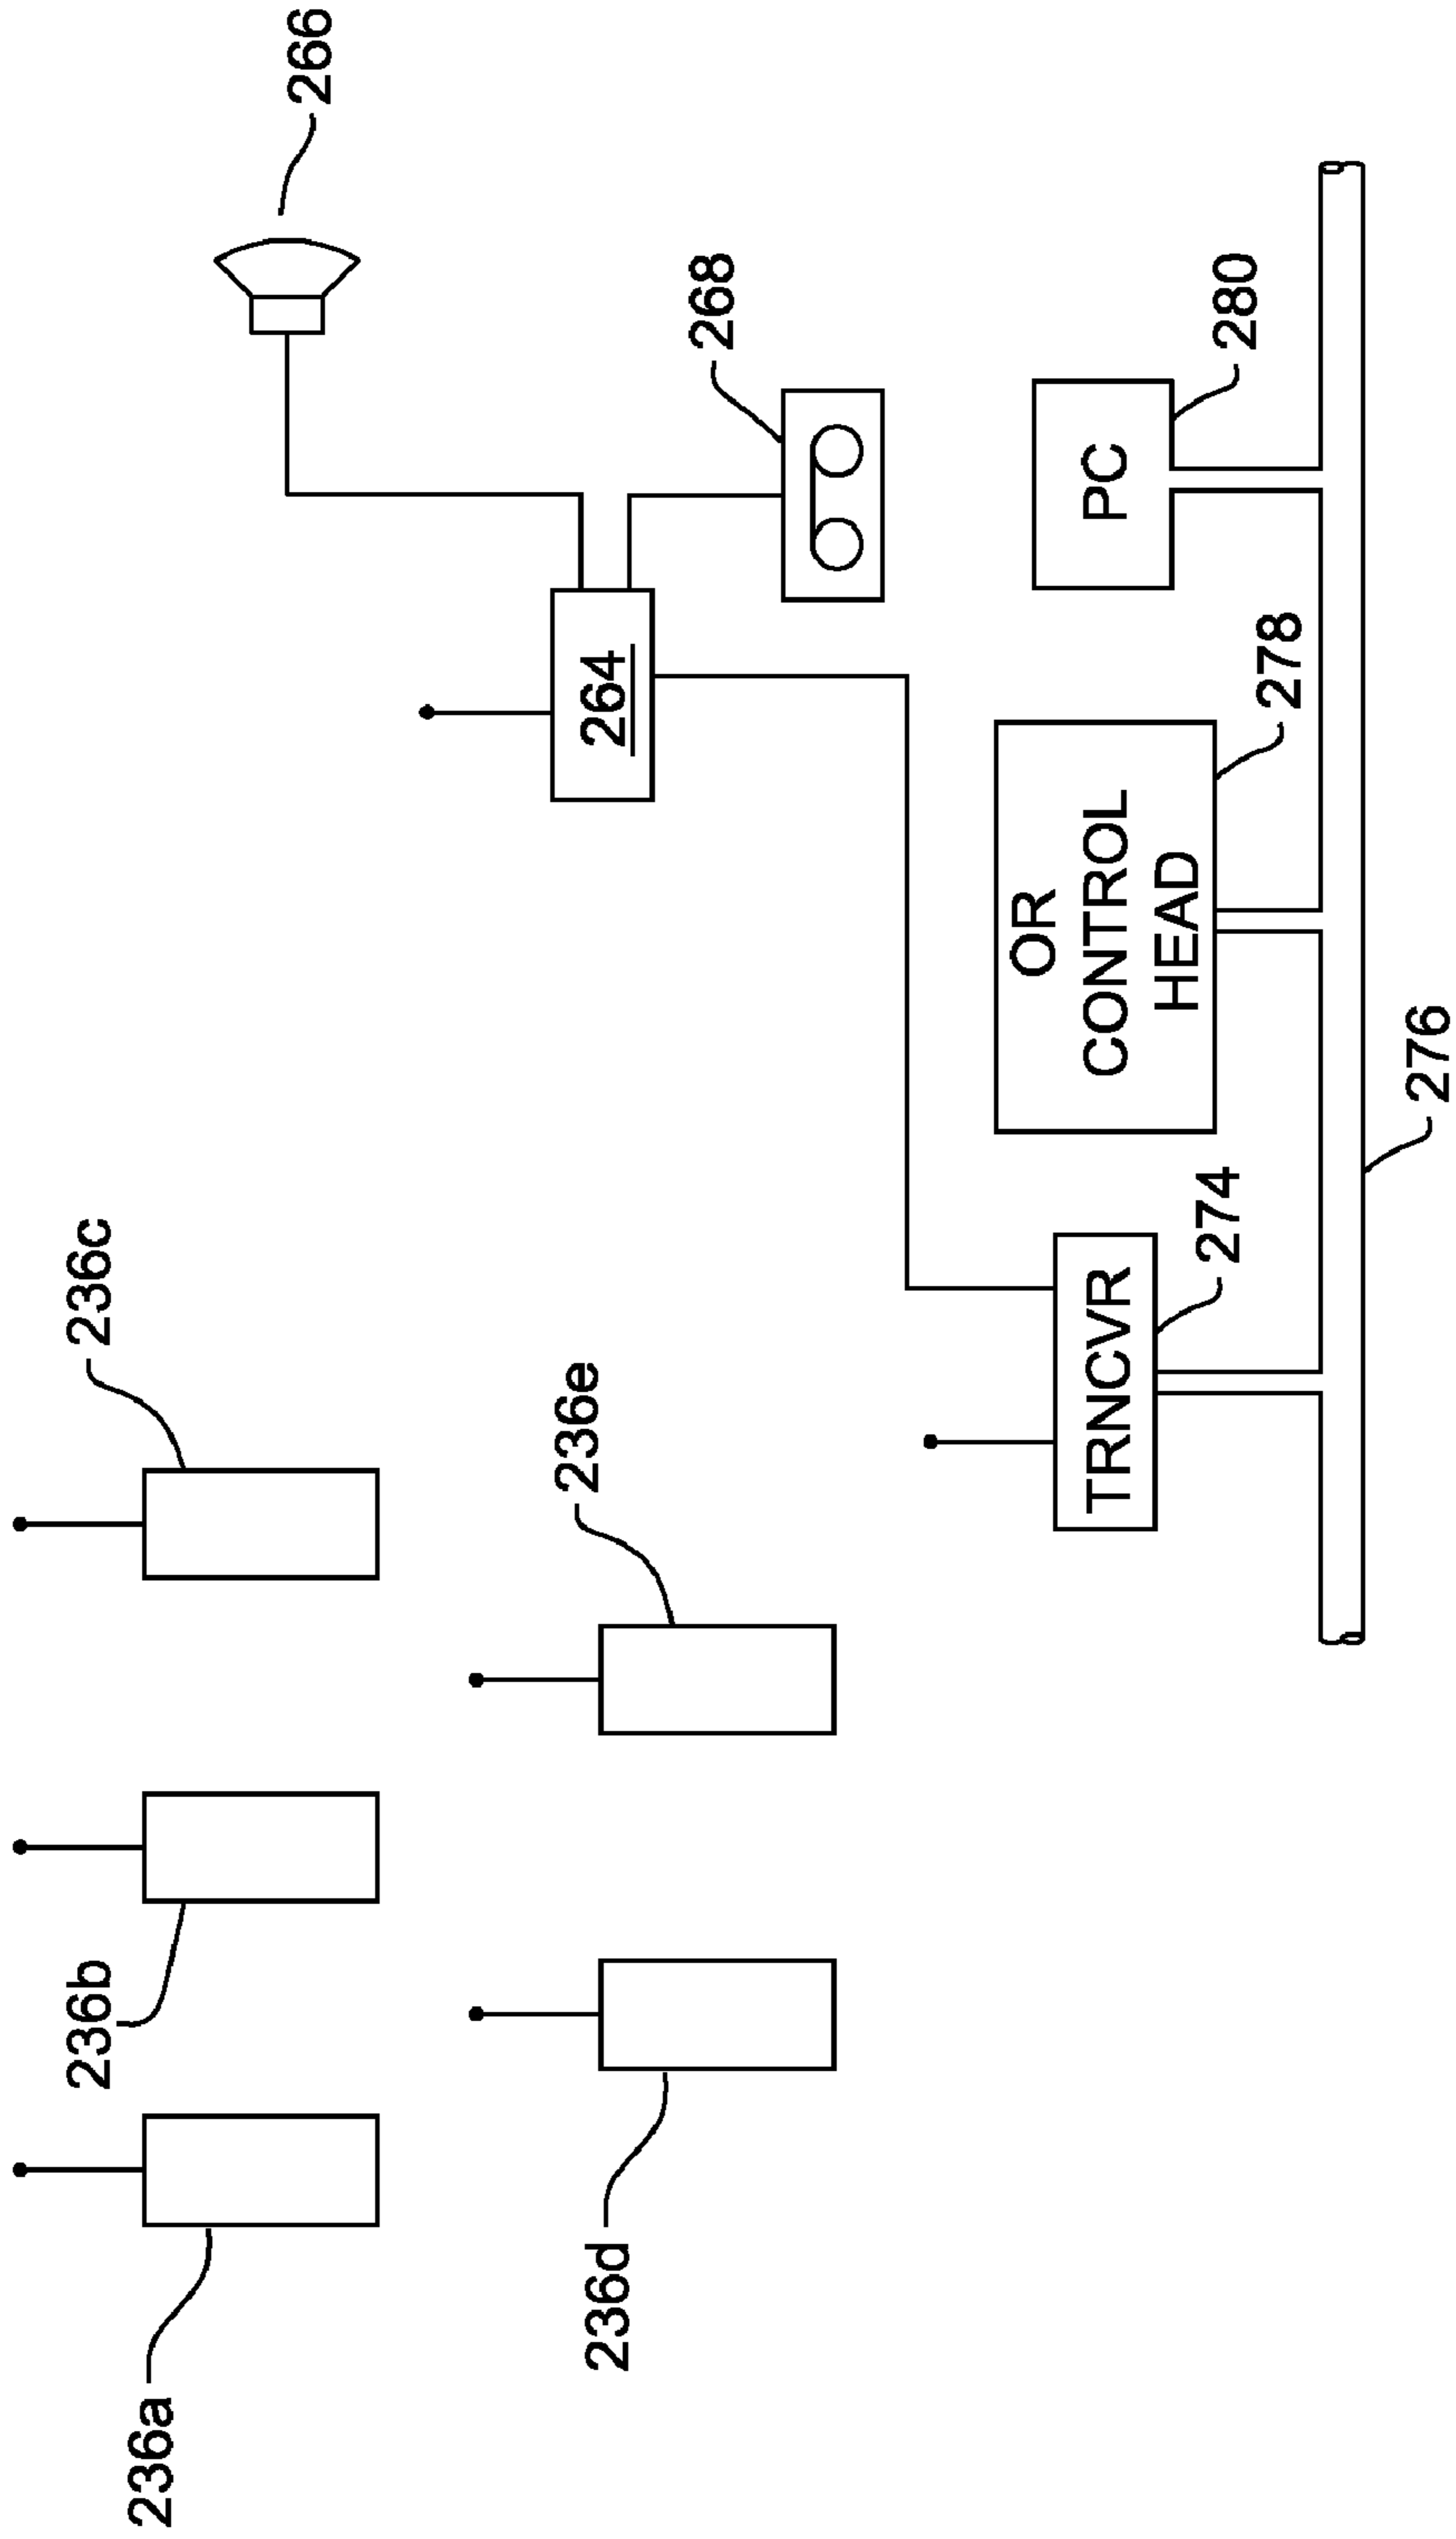 236a
236b
236c
236d
236e
266
264
268
TRNCVR
274
OR
CONTROL
HEAD
278
PC
280
276